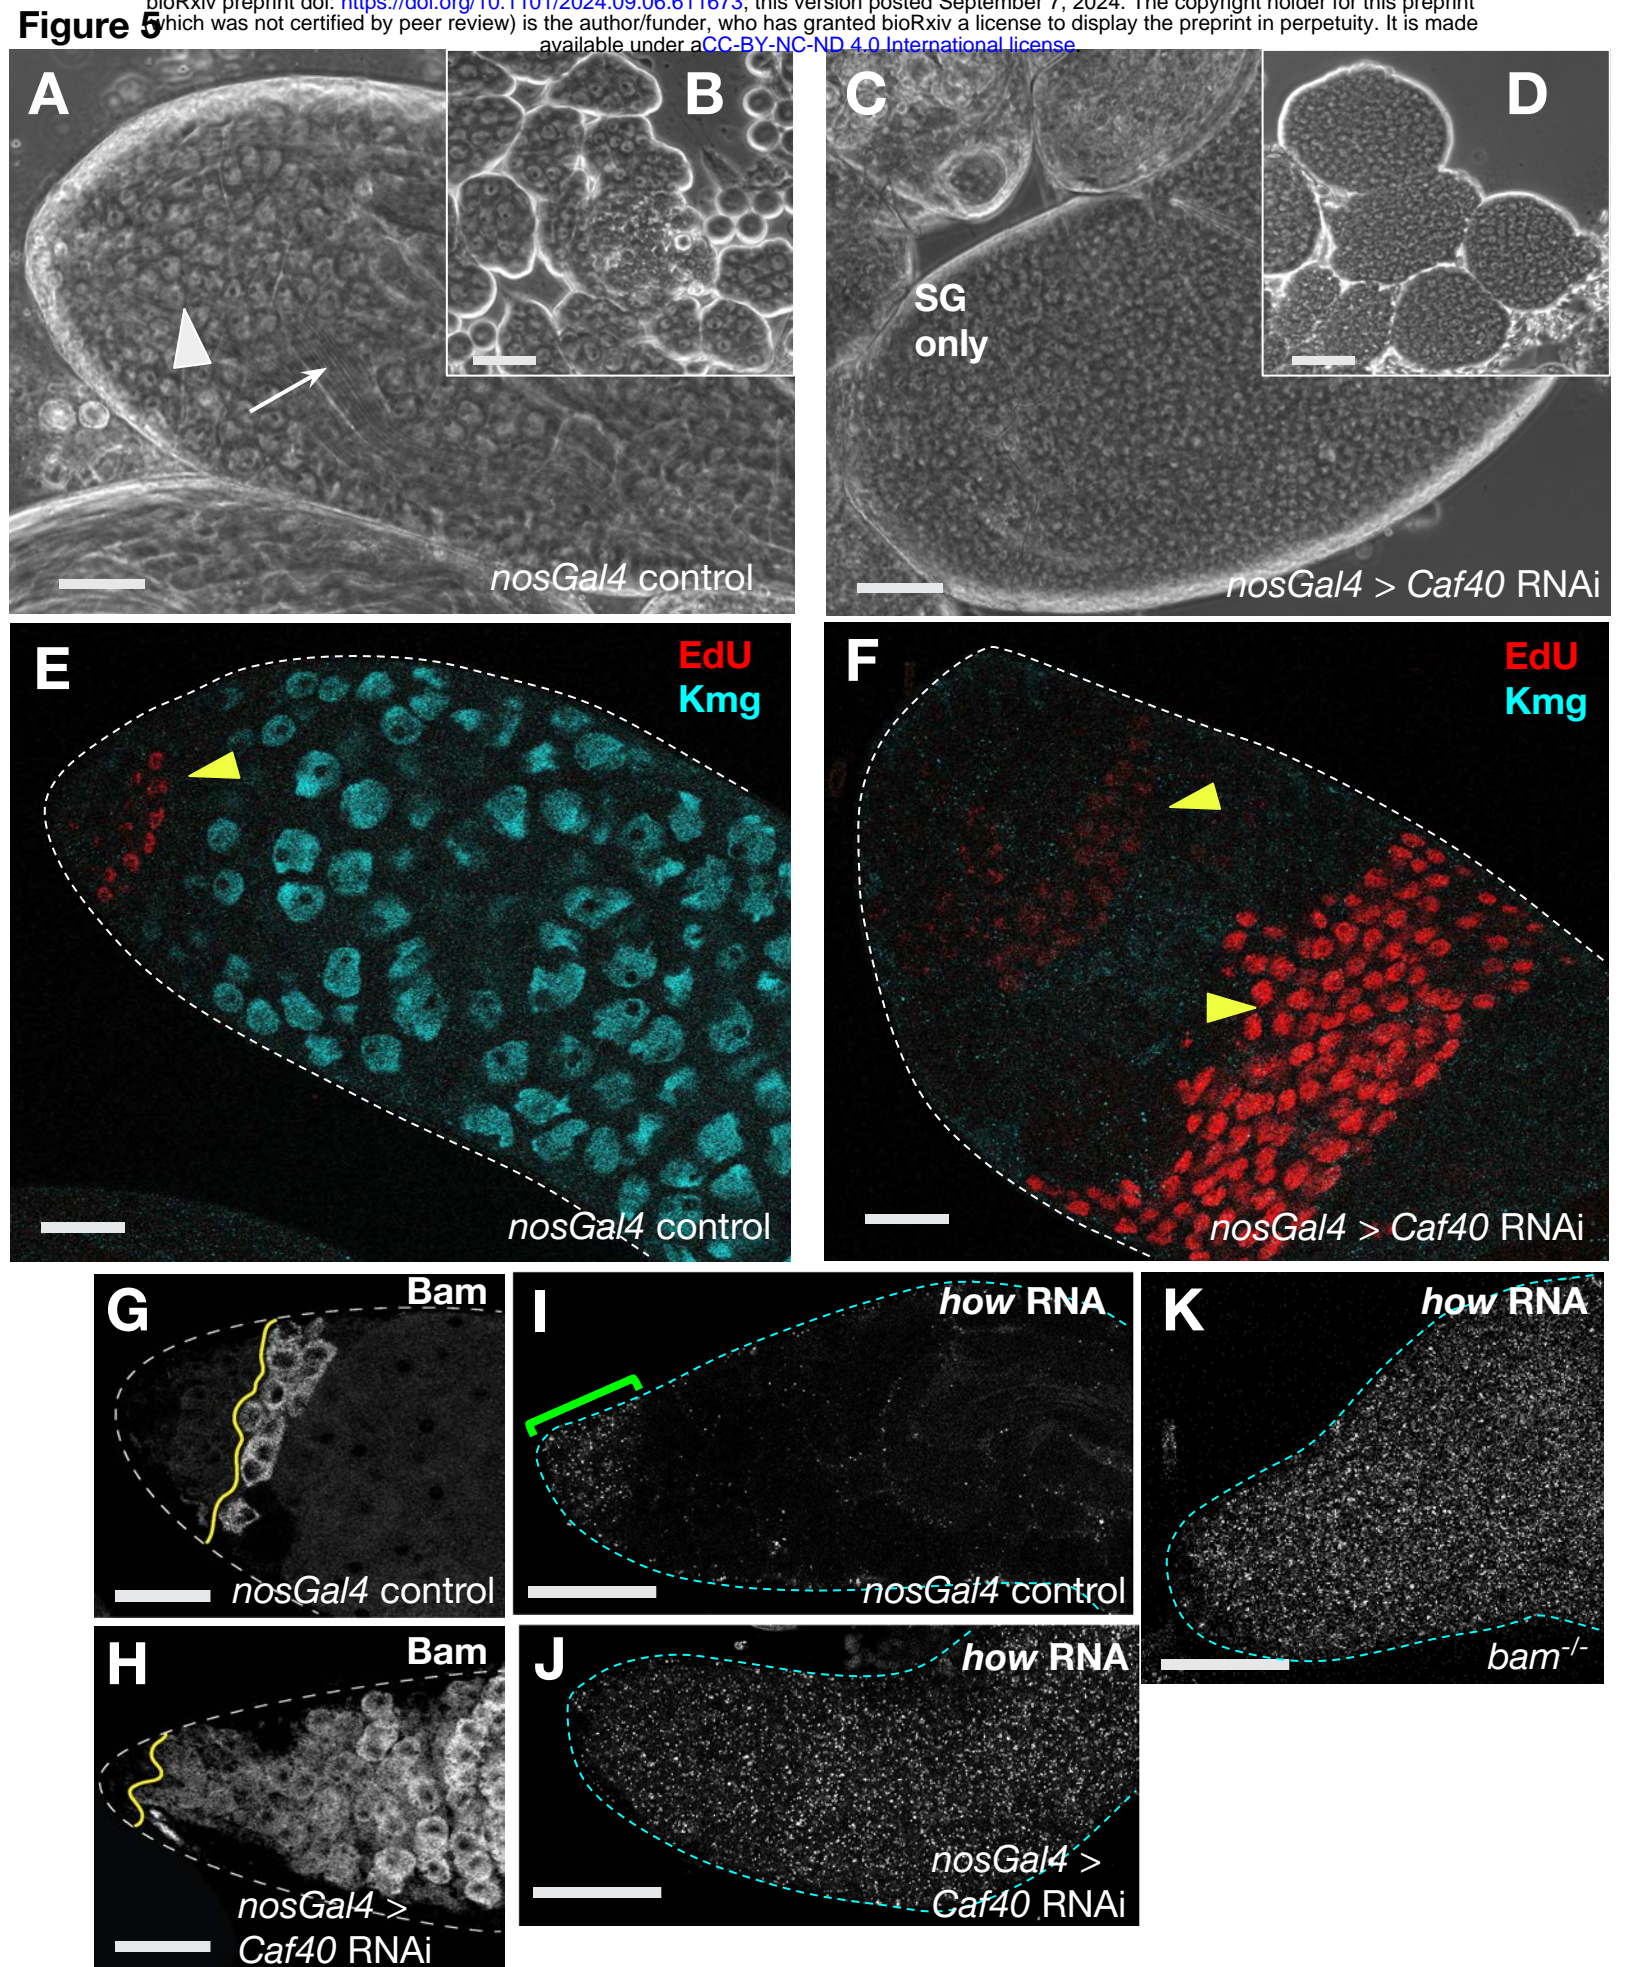 bioRxiv preprint doi: https://doi.org/10.1101/2024.09.06.611673; this version posted September 7, 2024. The copyright holder for this preprint
Figure 5
(which was not certified by peer review) is the author/funder, who has granted bioRxiv a license to display the preprint in perpetuity. It is made
available under aCC-BY-NC-ND 4.0 International license.
A
B
nosGal4 control
C
D
SG
only
nosGal4 > Caf40 RNAi
E
EdU
Kmg
nosGal4 control
F
EdU
Kmg
nosGal4 > Caf40 RNAi
G
Bam
nosGal4 control
I
how RNA
nosGal4 control
K
how RNA
bam-/-
H
Bam
nosGal4 >
Caf40 RNAi
J
how RNA
nosGal4 >
Caf40 RNAi